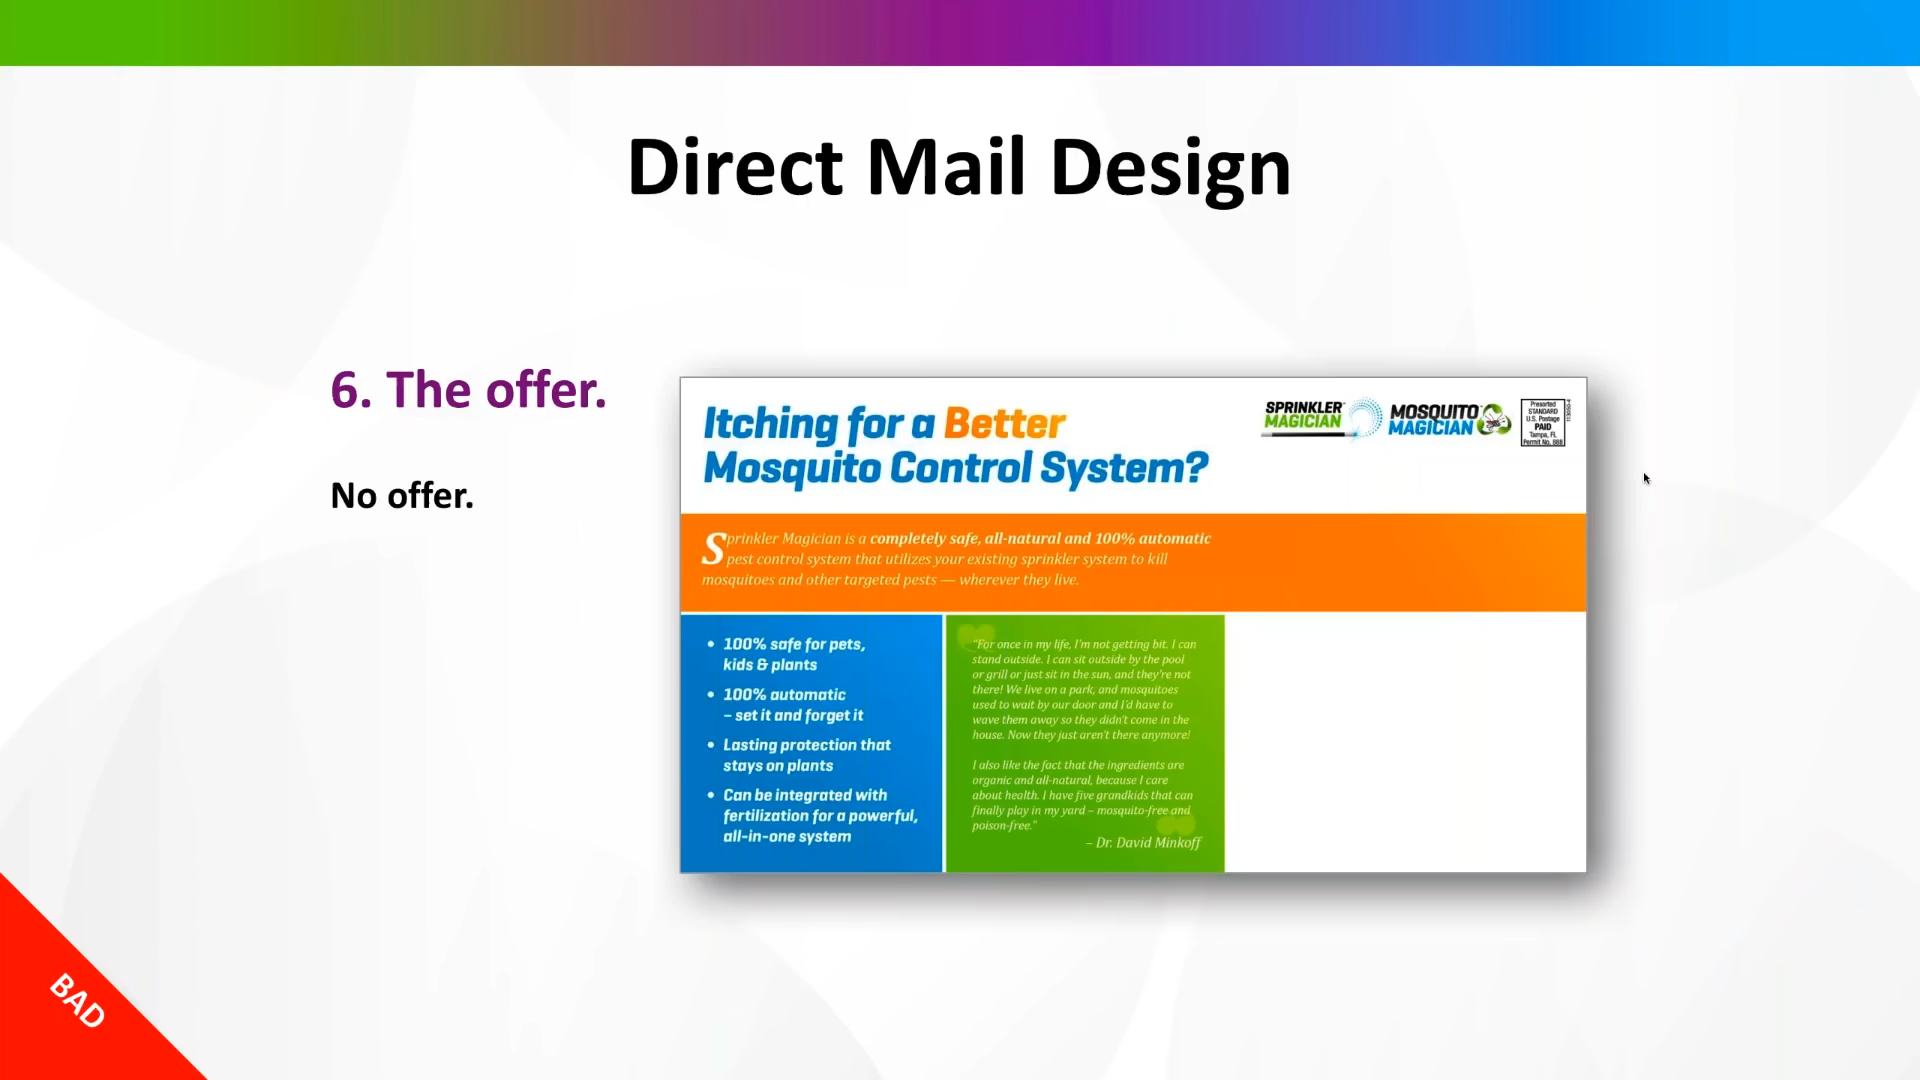 Direct Mail Design
6. The offer.
No offer.
Itching for a Better
Mosquito Control System?
SPRINKLER
MAGICIAN
MOSQUITO
MAGICIAN
Presorted
STANDARD
U.S. Postage
PAID
Tampa, FL
Permit No. 888
Sprinkler Magician is a completely safe, all-natural and 100% automatic
pest control system that utilizes your existing sprinkler system to kill
mosquitoes and other targeted pests — wherever they live.
• 100% safe for pets,
kids & plants
• 100% automatic
– set it and forget it
• Lasting protection that
stays on plants
• Can be integrated with
fertilization for a powerful,
all-in-one system
"For once in my life, I'm not getting bit. I can
stand outside. I can sit outside by the pool
or grill or just sit in the sun, and they're not
there! We live on a park, and mosquitoes
used to wait by our door and I'd have to
wave them away so they didn't come in the
house. Now they just aren't there anymore!
I also like the fact that the ingredients are
organic and all-natural, because I care
about health. I have five grandkids that can
finally play in my yard – mosquito-free and
poison-free."
– Dr. David Minkoff
BAD